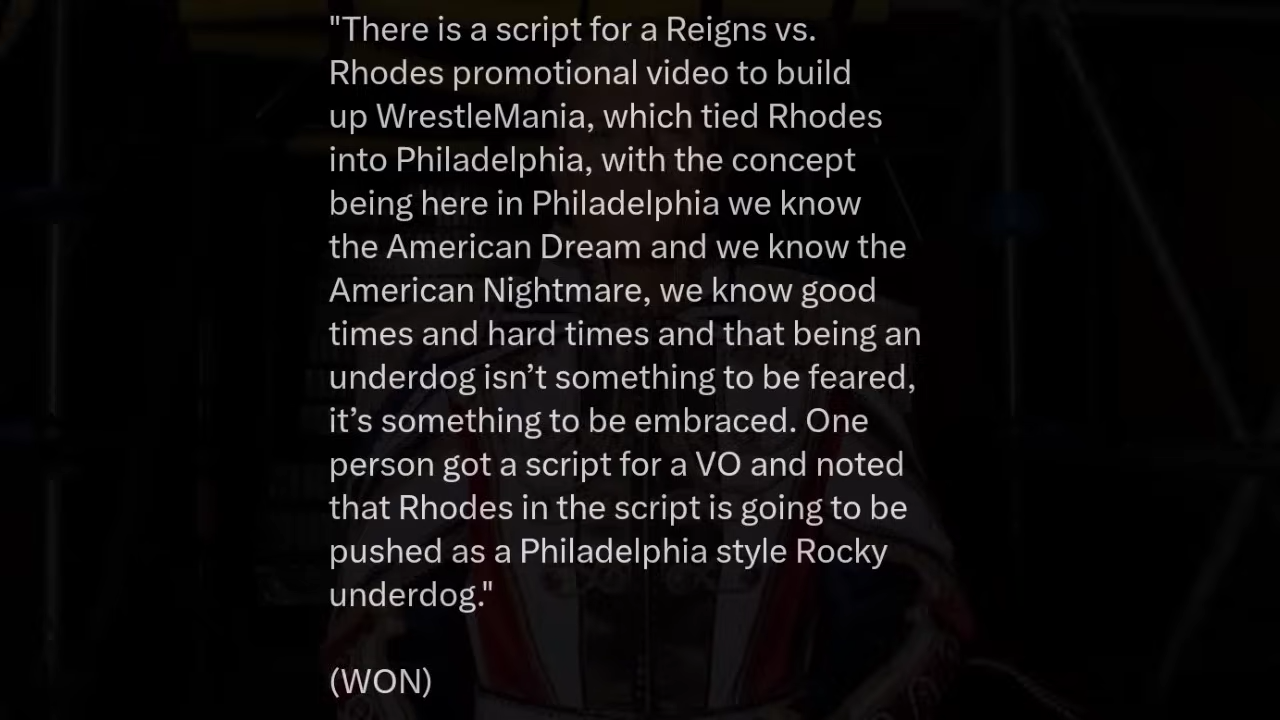 "There is a script for a Reigns vs.
Rhodes promotional video to build
up WrestleMania, which tied Rhodes
into Philadelphia, with the concept
being here in Philadelphia we know
the American Dream and we know the
American Nightmare, we know good
times and hard times and that being an
underdog isn’t something to be feared,
it’s something to be embraced. One
person got a script for a VO and noted
that Rhodes in the script is going to be
pushed as a Philadelphia style Rocky
underdog."
(WON)